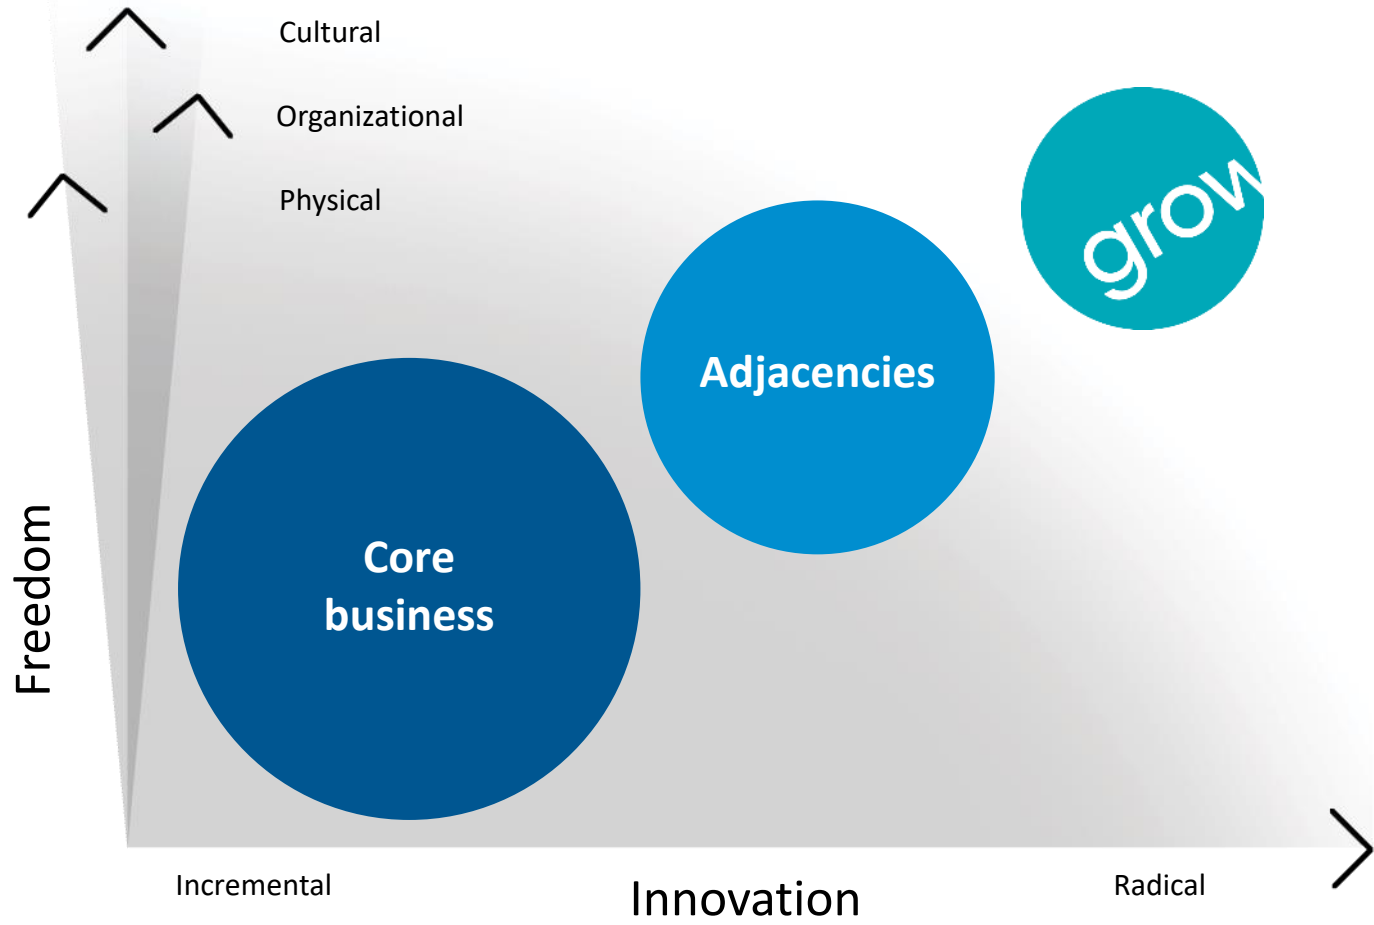 Cultural
Organizational
Physical
grow
Adjacencies
Core
business
Freedom
Incremental
Innovation
Radical